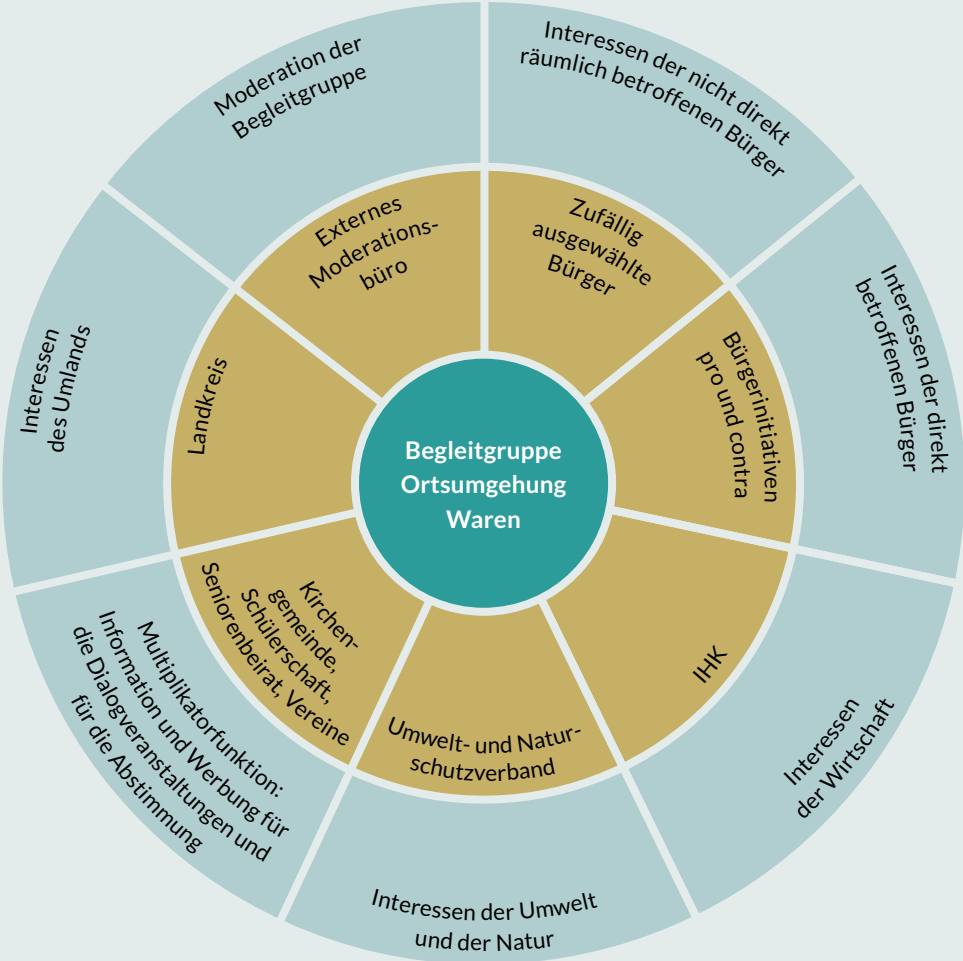 Moderation der
Begleitgruppe
Interessen der nicht direkt
räumlich betroffenen Bürger
Externes
Moderations-
büro
Zufällig
ausgewählte
Bürger
Interessen
des Umlands
Landkreis
Bürgerinitiativen
pro und contra
Interessen der direkt
betroffenen Bürger
Begleitgruppe
Ortsumgehung
Waren
Kirchen-
gemeinde,
Schülerschaft,
Seniorenbeirat, Vereine
Multiplikatorfunktion:
Information und Werbung für
die Dialogveranstaltungen und
für die Abstimmung
Umwelt- und Natur-
schutzverband
Interessen der Umwelt
und der Natur
IHK
Interessen
der Wirtschaft